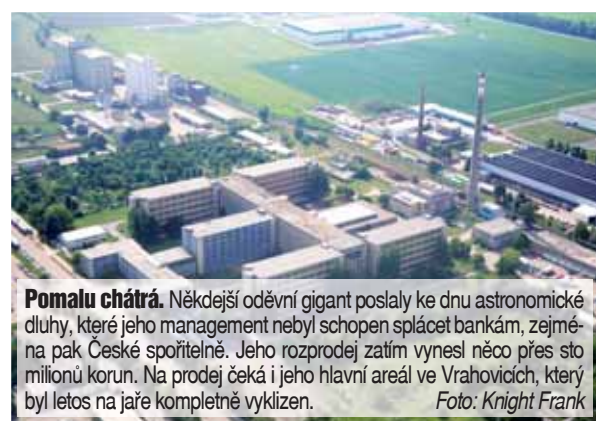 Pomalu chátrá. Někdejší oděvní gigant poslaly ke dnu astronomické
dluhy, které jeho management nebyl schopen splácet bankám, zejmé-
na pak České spořitelně. Jeho rozprodej zatím vynesl něco přes sto
milionů korun. Na prodej čeká i jeho hlavní areál ve Vrahovicích, který
byl letos na jaře kompletně vyklizen. Foto: Knight Frank